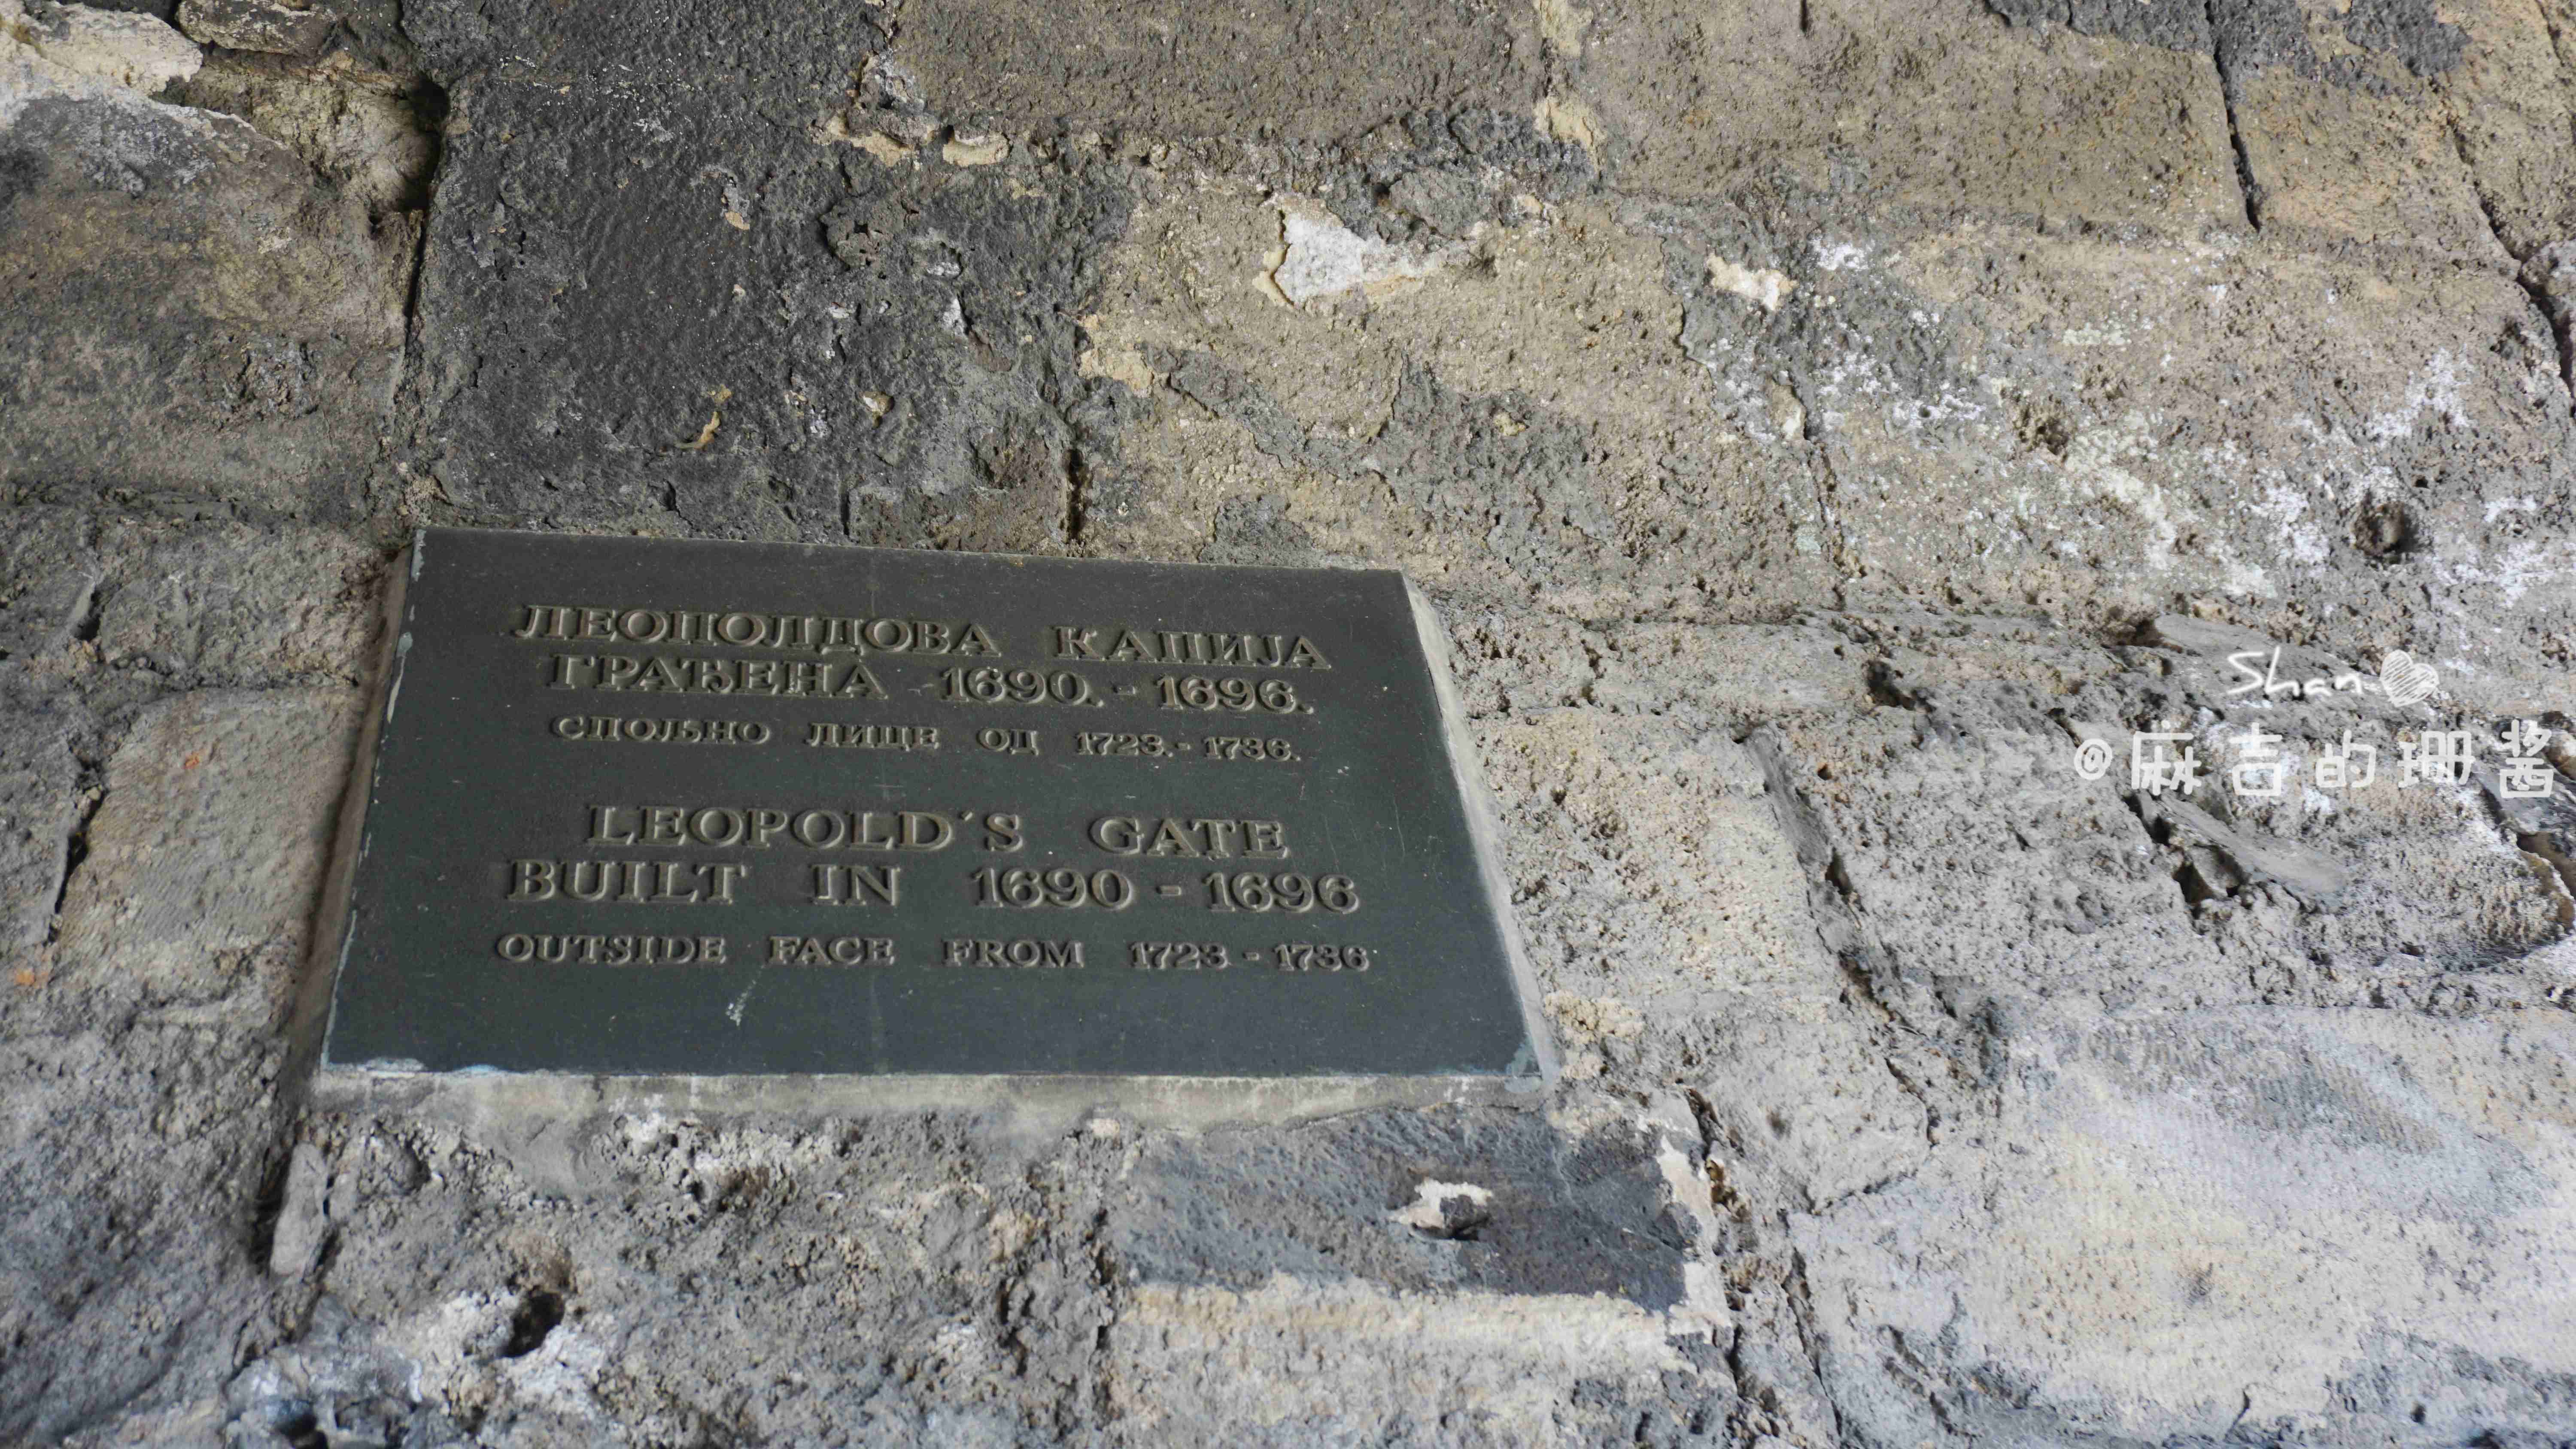 ЛЕОПОЛДОВА КАПИЈА
ГРАЂЕНА 1690. - 1696.
СПОЉНО ЛИЦЕ ОД 1723. - 1736.
LEOPOLD´S GATE
BUILT IN 1690 - 1696
OUTSIDE FACE FROM 1723 - 1736
Shan
@麻吉的珊酱